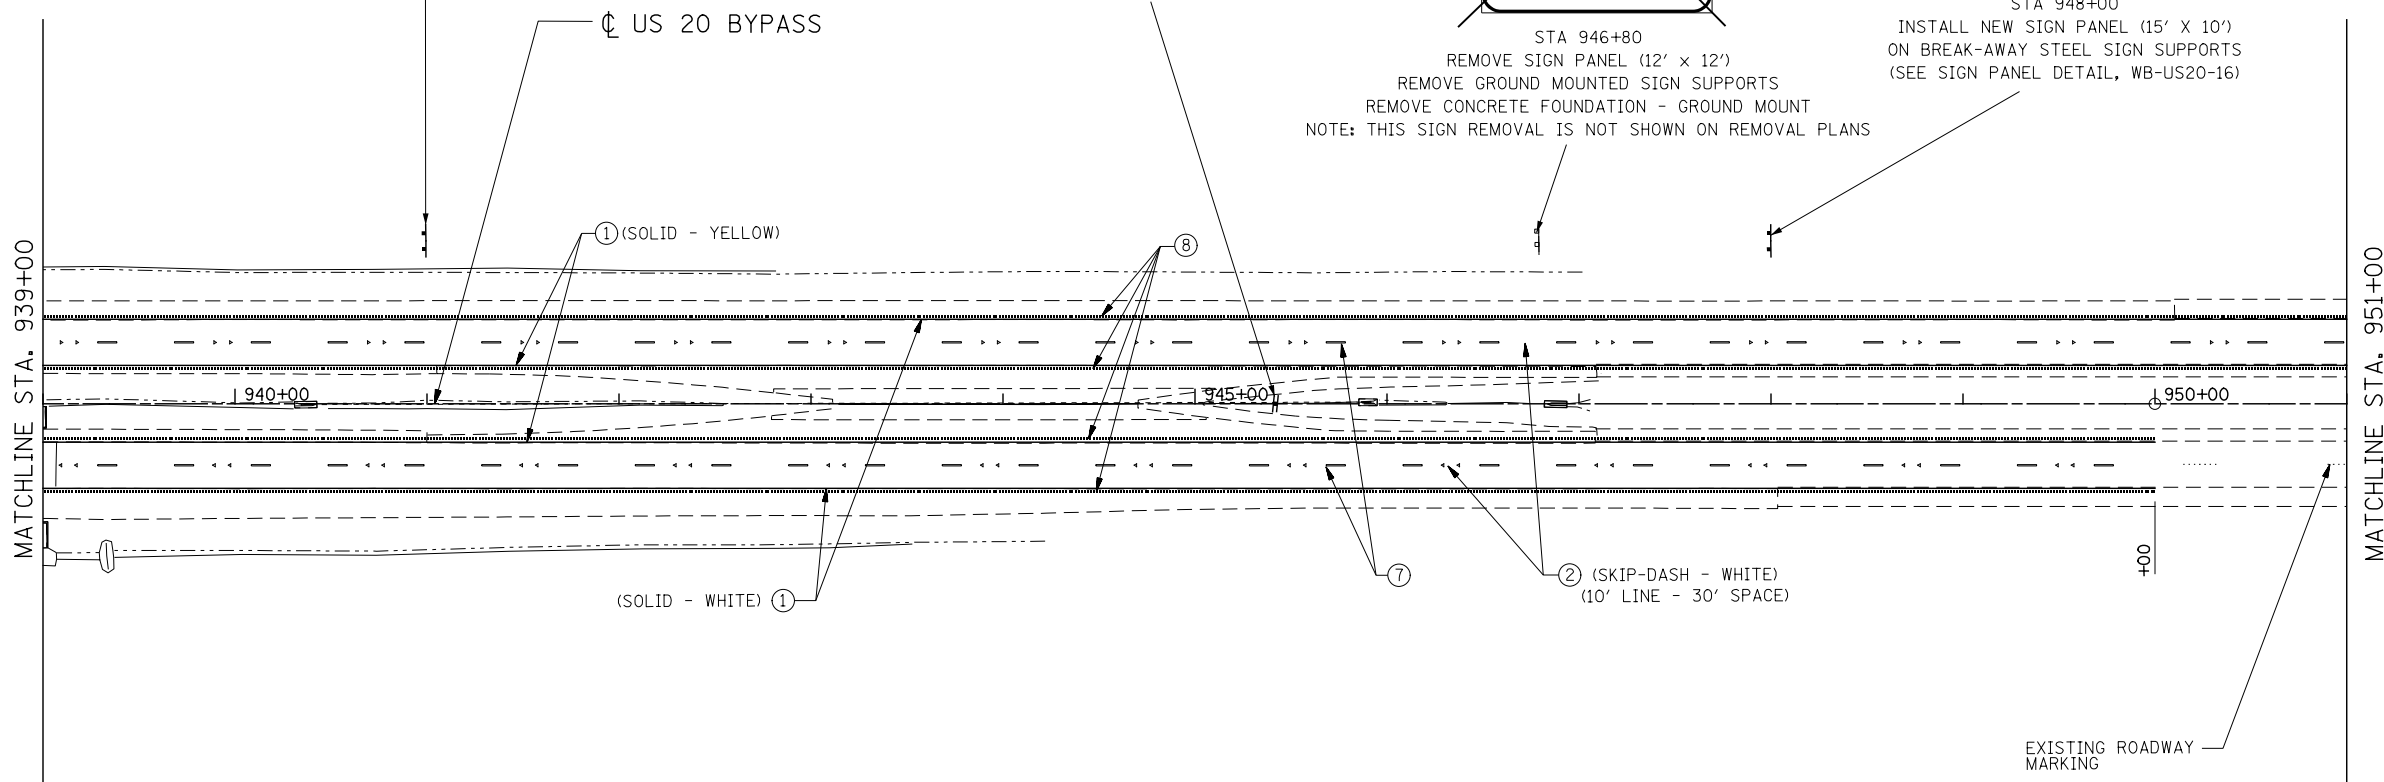 ℄ US 20 BYPASS
STA 946+80
REMOVE SIGN PANEL (12' x 12')
REMOVE GROUND MOUNTED SIGN SUPPORTS
REMOVE CONCRETE FOUNDATION - GROUND MOUNT
NOTE: THIS SIGN REMOVAL IS NOT SHOWN ON REMOVAL PLANS
STA 948+00
INSTALL NEW SIGN PANEL (15' X 10')
ON BREAK-AWAY STEEL SIGN SUPPORTS
(SEE SIGN PANEL DETAIL, WB-US20-16)
MATCHLINE STA. 939+00
1 (SOLID - YELLOW)
8
940+00
945+00
950+00
MATCHLINE STA. 951+00
(SOLID - WHITE) 1
7
2 (SKIP-DASH - WHITE)
(10' LINE - 30' SPACE)
+00
EXISTING ROADWAY
MARKING